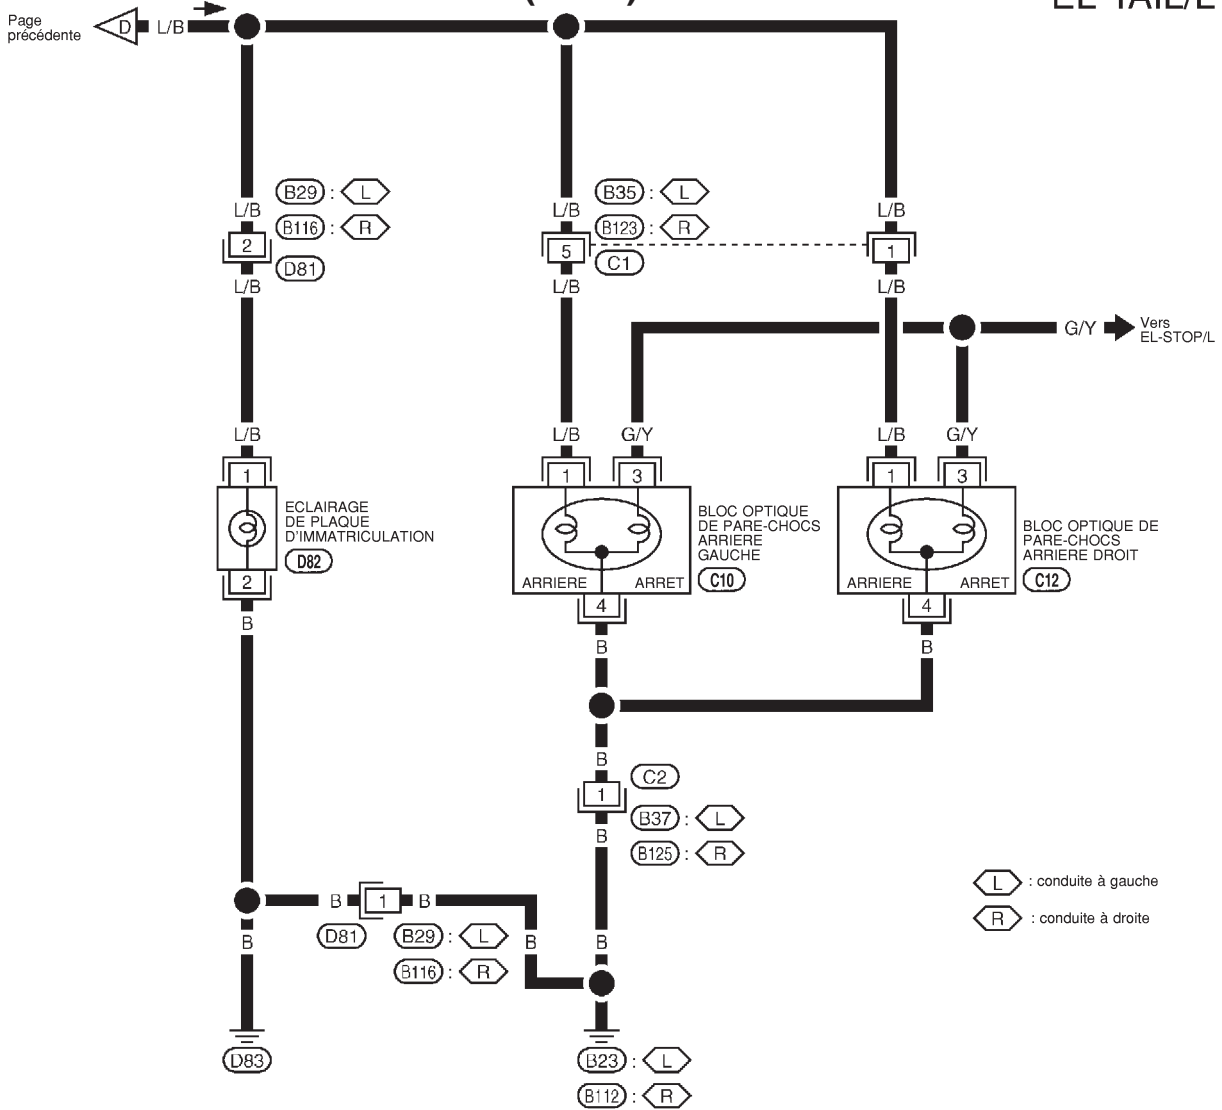 Page
précédente
D
L/B
L/B
L/B
L/B
B29 : L
B35 : L
B116 : R
B123 : R
2
5
1
D81
C1
L/B
L/B
L/B
G/Y
Vers
EL-STOP/L
L/B
L/B
G/Y
L/B
G/Y
1
1
3
1
3
ECLAIRAGE
DE PLAQUE
D'IMMATRICULATION
D82
BLOC OPTIQUE
DE PARE-CHOCS
ARRIERE
GAUCHE
C10
BLOC OPTIQUE DE
PARE-CHOCS
ARRIERE DROIT
C12
ARRIERE
ARRET
ARRIERE
ARRET
2
4
4
B
B
B
B
C2
1
B37 : L
B
B125 : R
L : conduite à gauche
R : conduite à droite
B
1
B
D81
B29 : L
B116 : R
B
B
B
D83
B23 : L
B112 : R